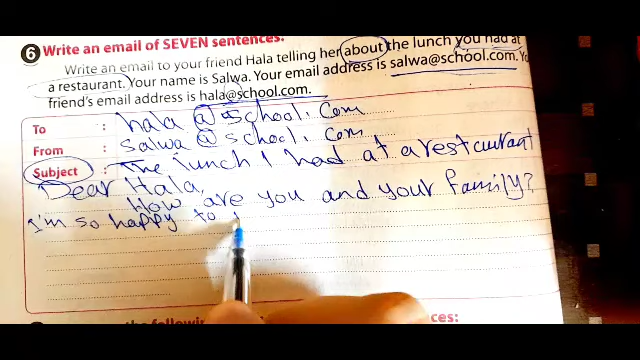 6 Write an email of SEVEN sentences.
Write an email to your friend Hala telling her about the lunch you had at
a restaurant. Your name is Salwa. Your email address is salwa@school.com.
friend's email address is hala@school.com.
To : hala @ school. Com
From : salwa @ school. Com
Subject : The lunch I had at a restaurant
Dear Hala,
How are you and your family?
I'm so happy to
the following sentences: